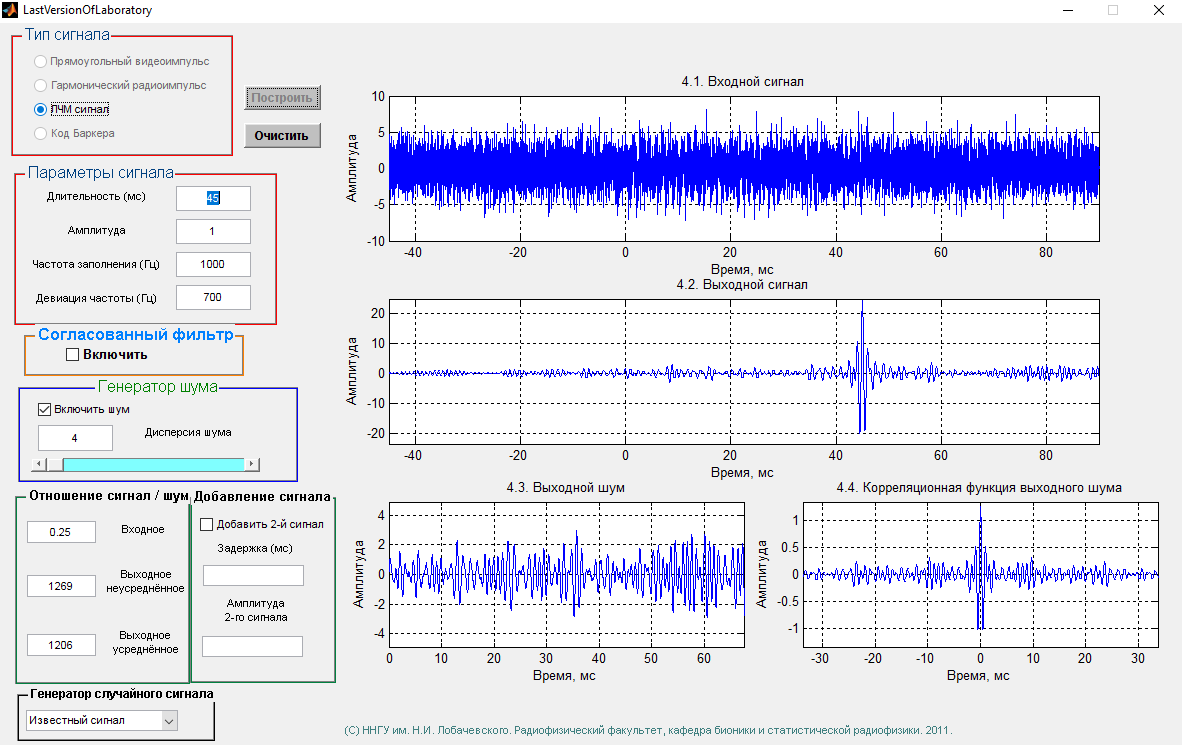 LastVersionOfLaboratory
Тип сигнала
Прямоугольный видеоимпульс
Гармонический радиоимпульс
ЛЧМ сигнал
Код Баркера
Построить
Очистить
Параметры сигнала
Длительность (мс)
45
Амплитуда
1
Частота заполнения (Гц)
1000
Девиация частоты (Гц)
700
Согласованный фильтр
Включить
Генератор шума
Включить шум
4
Дисперсия шума
Отношение сигнал / шум
0.25
Входное
1269
Выходное
неусреднённое
1206
Выходное
усреднённое
Добавление сигнала
Добавить 2-й сигнал
Задержка (мс)
Амплитуда
2-го сигнала
Генератор случайного сигнала
Известный сигнал
4.1. Входной сигнал
Амплитуда
10
5
0
-5
-10
-40 -20 0 20 40 60 80
Время, мс
4.2. Выходной сигнал
Амплитуда
20
10
0
-10
-20
-40 -20 0 20 40 60 80
Время, мс
4.3. Выходной шум
Амплитуда
4
2
0
-2
-4
0 10 20 30 40 50 60
Время, мс
4.4. Корреляционная функция выходного шума
Амплитуда
1
0.5
0
-0.5
-1
-30 -20 -10 0 10 20 30
Время, мс
(С) ННГУ им. Н.И. Лобачевского. Радиофизический факультет, кафедра бионики и статистической радиофизики. 2011.